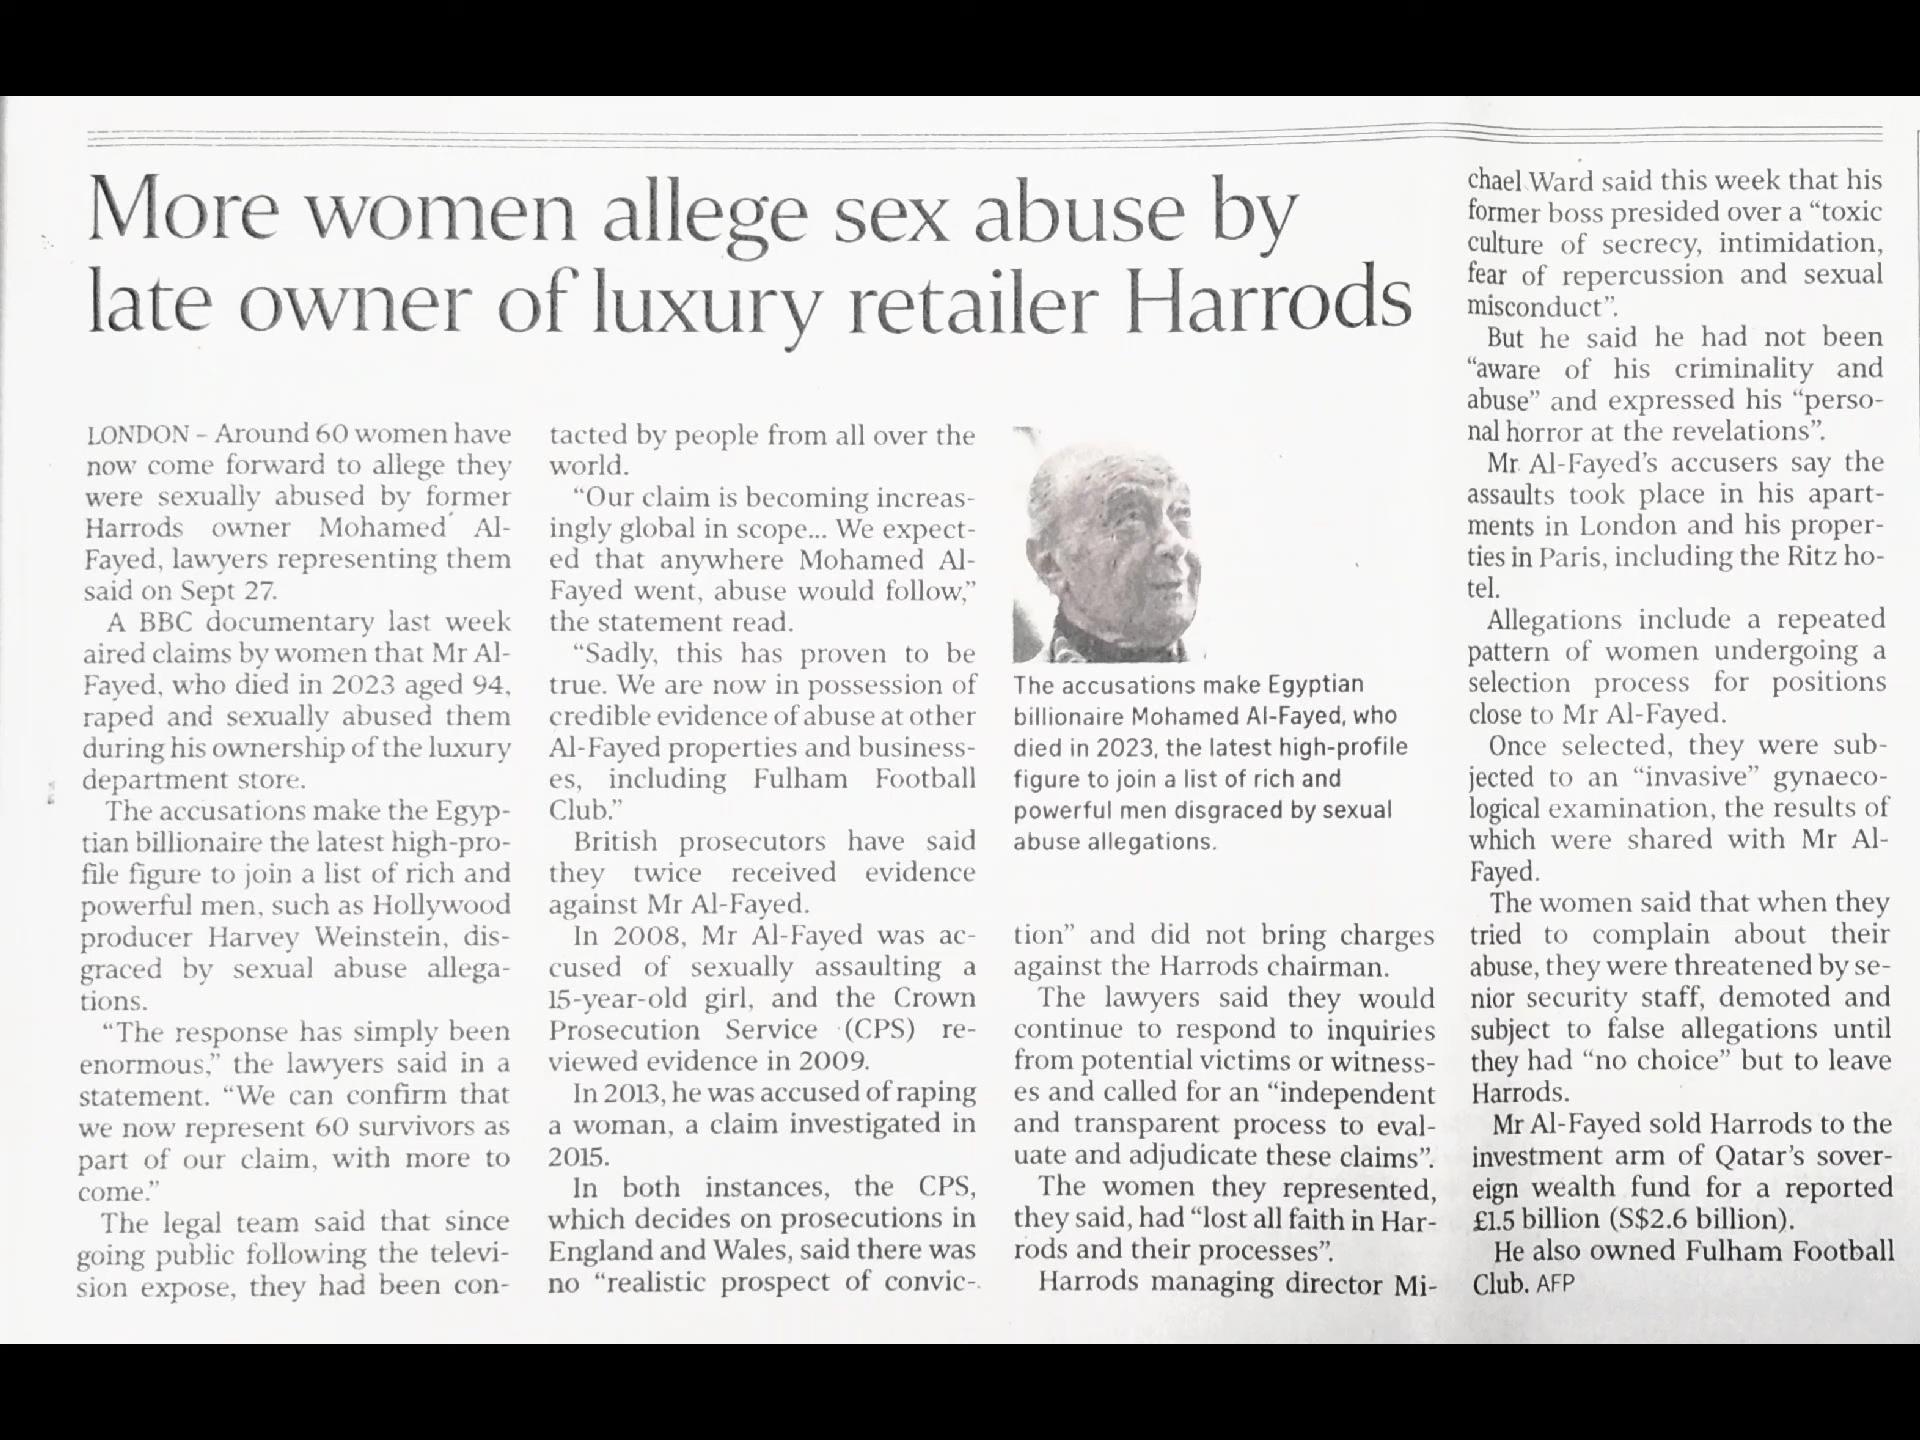 More women allege sex abuse by
late owner of luxury retailer Harrods
LONDON – Around 60 women have
now come forward to allege they
were sexually abused by former
Harrods owner Mohamed Al-
Fayed, lawyers representing them
said on Sept 27.
A BBC documentary last week
aired claims by women that Mr Al-
Fayed, who died in 2023 aged 94,
raped and sexually abused them
during his ownership of the luxury
department store.
The accusations make the Egyp-
tian billionaire the latest high-pro-
file figure to join a list of rich and
powerful men, such as Hollywood
producer Harvey Weinstein, dis-
graced by sexual abuse allega-
tions.
“The response has simply been
enormous,” the lawyers said in a
statement. “We can confirm that
we now represent 60 survivors as
part of our claim, with more to
come.”
The legal team said that since
going public following the televi-
sion expose, they had been con-
tacted by people from all over the
world.
“Our claim is becoming increas-
ingly global in scope... We expect-
ed that anywhere Mohamed Al-
Fayed went, abuse would follow,”
the statement read.
“Sadly, this has proven to be
true. We are now in possession of
credible evidence of abuse at other
Al-Fayed properties and business-
es, including Fulham Football
Club.”
British prosecutors have said
they twice received evidence
against Mr Al-Fayed.
In 2008, Mr Al-Fayed was ac-
cused of sexually assaulting a
15-year-old girl, and the Crown
Prosecution Service (CPS) re-
viewed evidence in 2009.
In 2013, he was accused of raping
a woman, a claim investigated in
2015.
In both instances, the CPS,
which decides on prosecutions in
England and Wales, said there was
no “realistic prospect of convic-
The accusations make Egyptian
billionaire Mohamed Al-Fayed, who
died in 2023, the latest high-profile
figure to join a list of rich and
powerful men disgraced by sexual
abuse allegations.
tion” and did not bring charges
against the Harrods chairman.
The lawyers said they would
continue to respond to inquiries
from potential victims or witness-
es and called for an “independent
and transparent process to eval-
uate and adjudicate these claims”.
The women they represented,
they said, had “lost all faith in Har-
rods and their processes”.
Harrods managing director Mi-
chael Ward said this week that his
former boss presided over a “toxic
culture of secrecy, intimidation,
fear of repercussion and sexual
misconduct”.
But he said he had not been
“aware of his criminality and
abuse” and expressed his “perso-
nal horror at the revelations”.
Mr Al-Fayed’s accusers say the
assaults took place in his apart-
ments in London and his proper-
ties in Paris, including the Ritz ho-
tel.
Allegations include a repeated
pattern of women undergoing a
selection process for positions
close to Mr Al-Fayed.
Once selected, they were sub-
jected to an “invasive” gynaeco-
logical examination, the results of
which were shared with Mr Al-
Fayed.
The women said that when they
tried to complain about their
abuse, they were threatened by se-
nior security staff, demoted and
subject to false allegations until
they had “no choice” but to leave
Harrods.
Mr Al-Fayed sold Harrods to the
investment arm of Qatar’s sover-
eign wealth fund for a reported
£1.5 billion (S$2.6 billion).
He also owned Fulham Football
Club. AFP